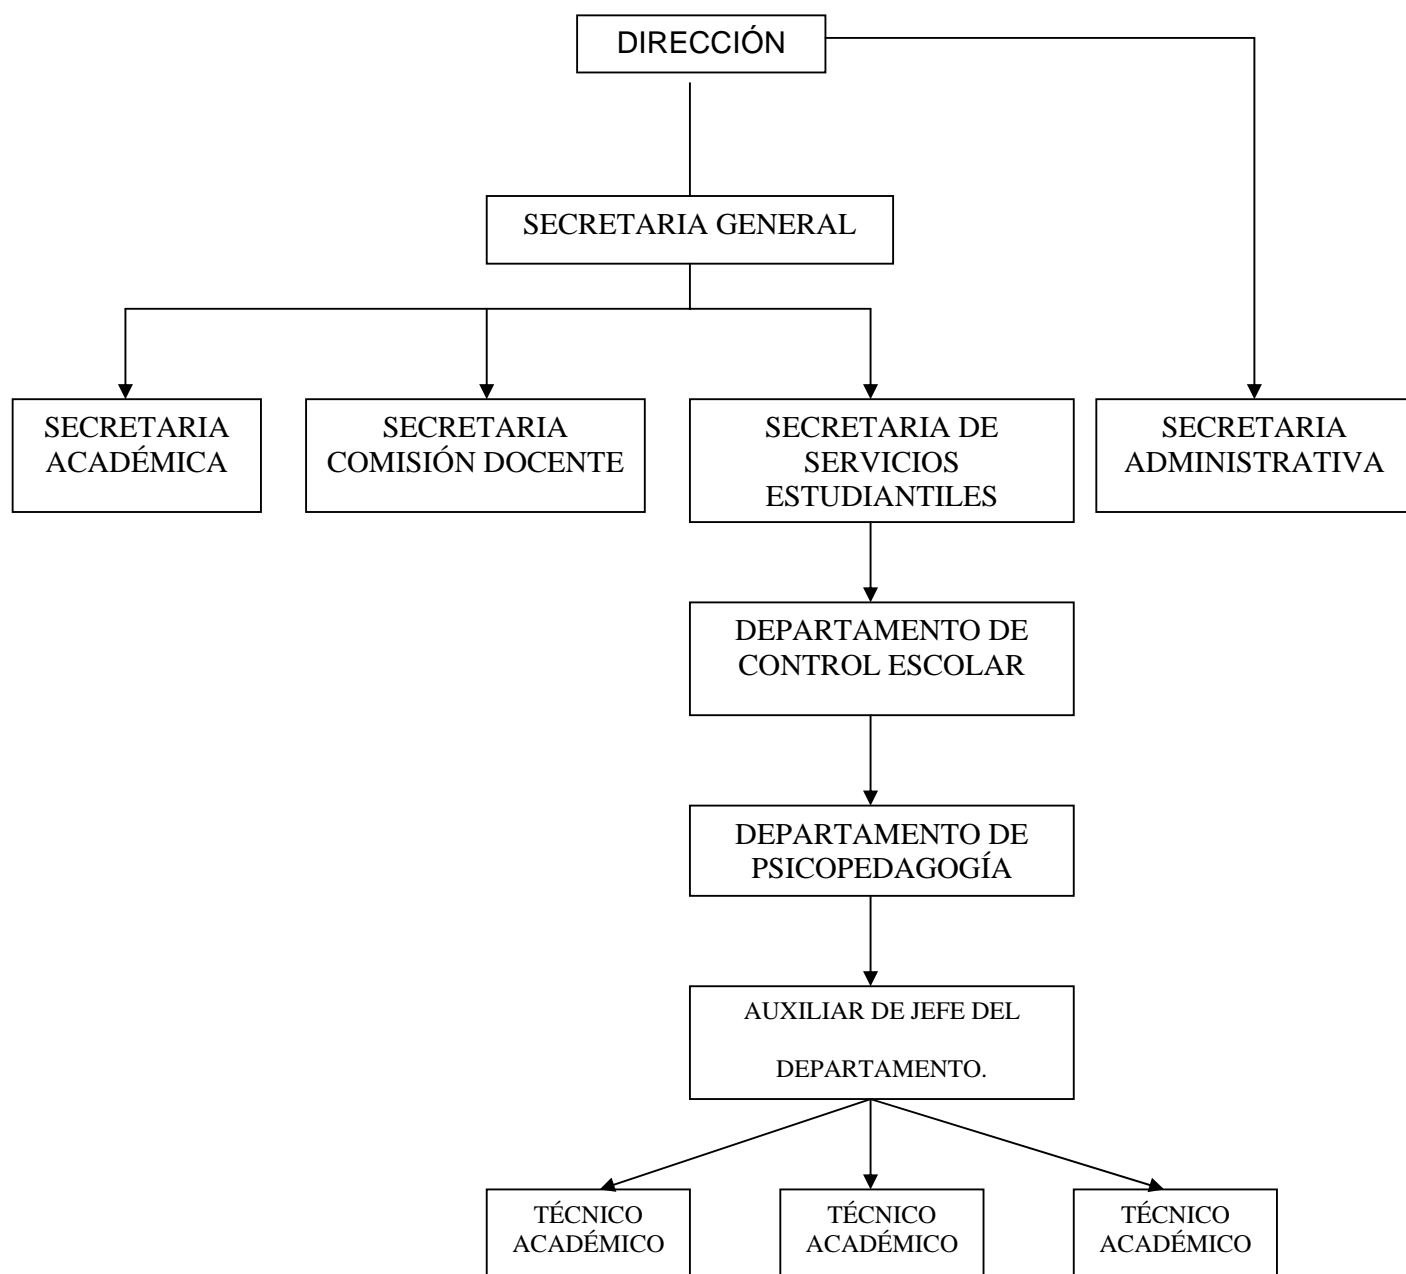 DIRECCIÓN
SECRETARIA GENERAL
SECRETARIA
ACADÉMICA
SECRETARIA
COMISIÓN DOCENTE
SECRETARIA DE
SERVICIOS
ESTUDIANTILES
SECRETARIA
ADMINISTRATIVA
DEPARTAMENTO DE
CONTROL ESCOLAR
DEPARTAMENTO DE
PSICOPEDAGOGÍA
AUXILIAR DE JEFE DEL
DEPARTAMENTO.
TÉCNICO
ACADÉMICO
TÉCNICO
ACADÉMICO
TÉCNICO
ACADÉMICO